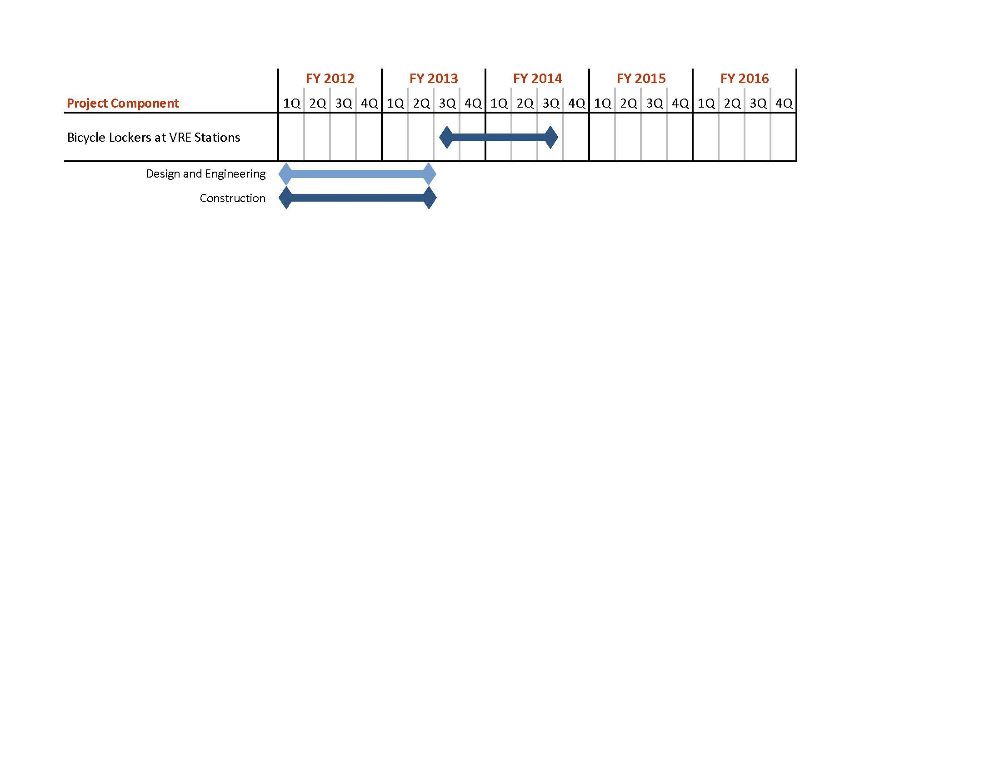 FY 2012 FY 2013 FY 2014 FY 2015 FY 2016
Project Component 1Q 2Q 3Q 4Q 1Q 2Q 3Q 4Q 1Q 2Q 3Q 4Q 1Q 2Q 3Q 4Q 1Q 2Q 3Q 4Q
Bicycle Lockers at VRE Stations
Design and Engineering
Construction